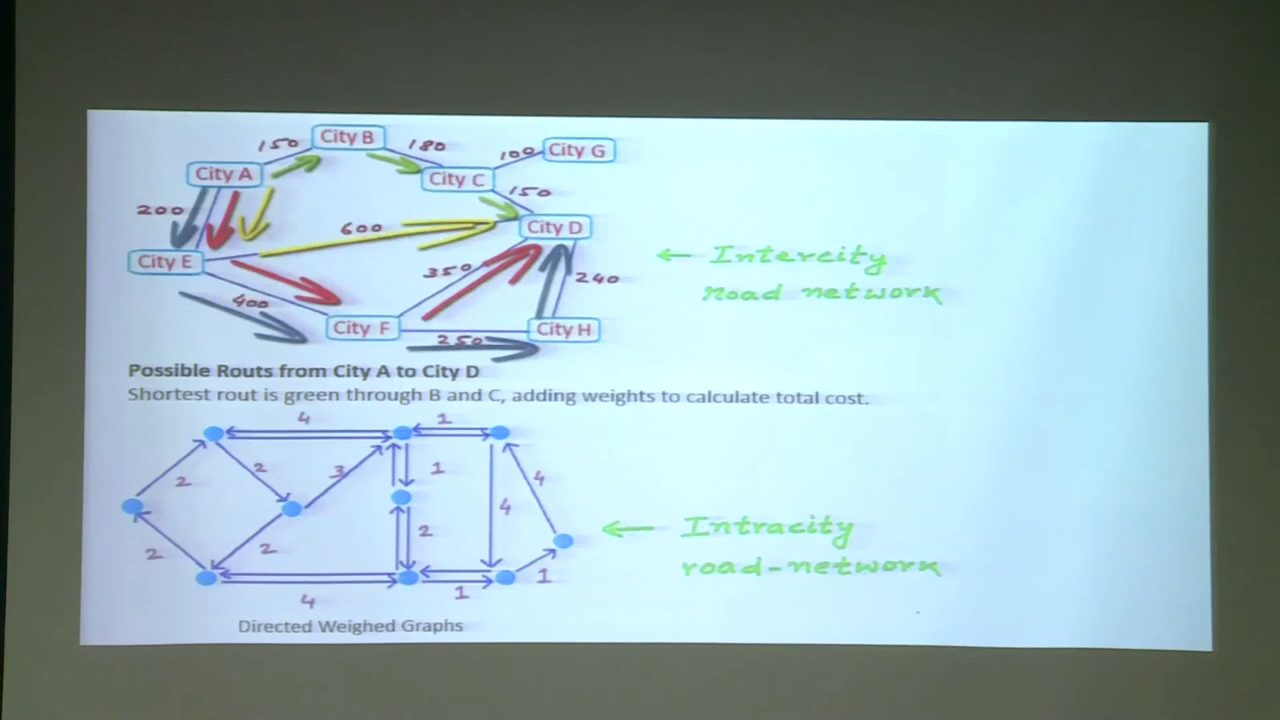 City B
150
180
100
City G
City A
City C
150
200
600
City D
City E
350
240
400
City F
City H
250
← Intercity
Road network
Possible Routs from City A to City D
Shortest rout is green through B and C, adding weights to calculate total cost.
4
1
2
2
3
1
4
4
2
2
2
1
1
4
← Intracity
road-network
Directed Weighed Graphs